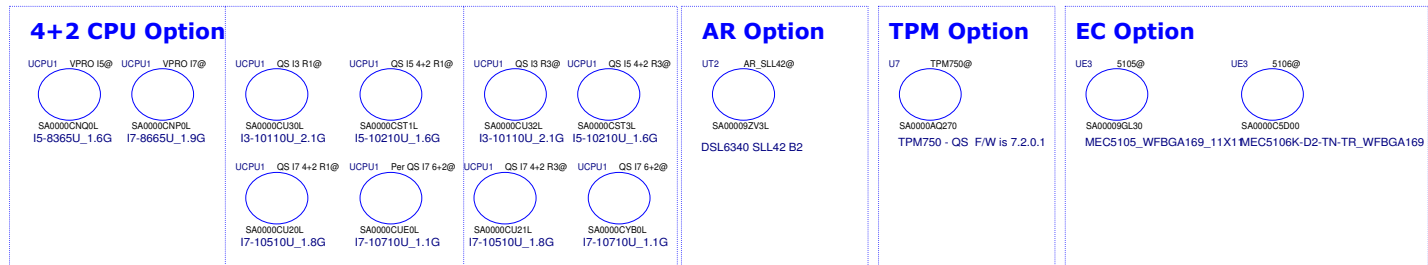 4+2 CPU Option
AR Option
TPM Option
EC Option
UCPU1 VPRO I5@
UCPU1 VPRO I7@
UCPU1 QS I3 R1@
UCPU1 QS I5 4+2 R1@
UCPU1 QS I3 R3@
UCPU1 QS I5 4+2 R3@
UT2 AR_SLL42@
U7 TPM750@
UE3 5105@
UE3 5106@
SA0000CNQ0L
SA0000CNP0L
SA0000CU30L
SA0000CST1L
SA0000CU32L
SA0000CST3L
SA00009ZV3L
SA0000AQ270
SA00009GL30
SA0000C5D00
I5-8365U_1.6G
I7-8665U_1.9G
I3-10110U_2.1G
I5-10210U_1.6G
I3-10110U_2.1G
I5-10210U_1.6G
DSL6340 SLL42 B2
TPM750 - QS F/W is 7.2.0.1
MEC5105_WFBGA169_11X11
MEC5106K-D2-TN-TR_WFBGA169
UCPU1 QS I7 4+2 R1@
UCPU1 Per QS I7 6+2@
UCPU1 QS I7 4+2 R3@
UCPU1 QS I7 6+2@
SA0000CU20L
SA0000CUE0L
SA0000CU21L
SA0000CYB0L
I7-10510U_1.8G
I7-10710U_1.1G
I7-10510U_1.8G
I7-10710U_1.1G